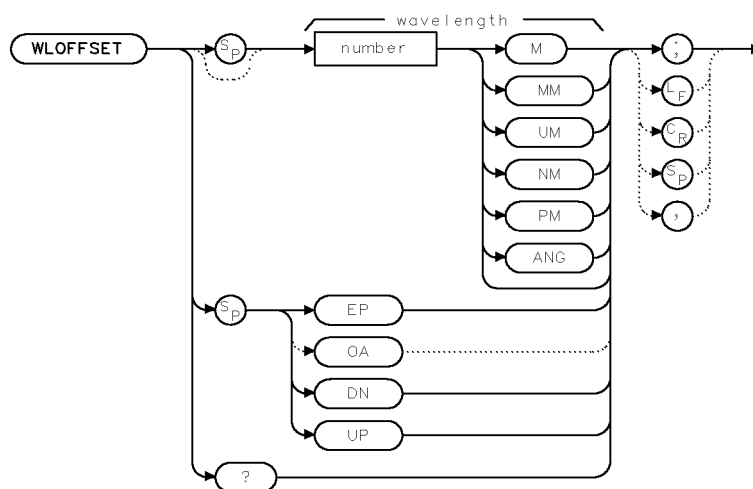 wavelength
WLOFFSET SP number M ;
MM LF
UM CR
NM SP
PM ,
ANG
SP EP
OA
DN
UP
?